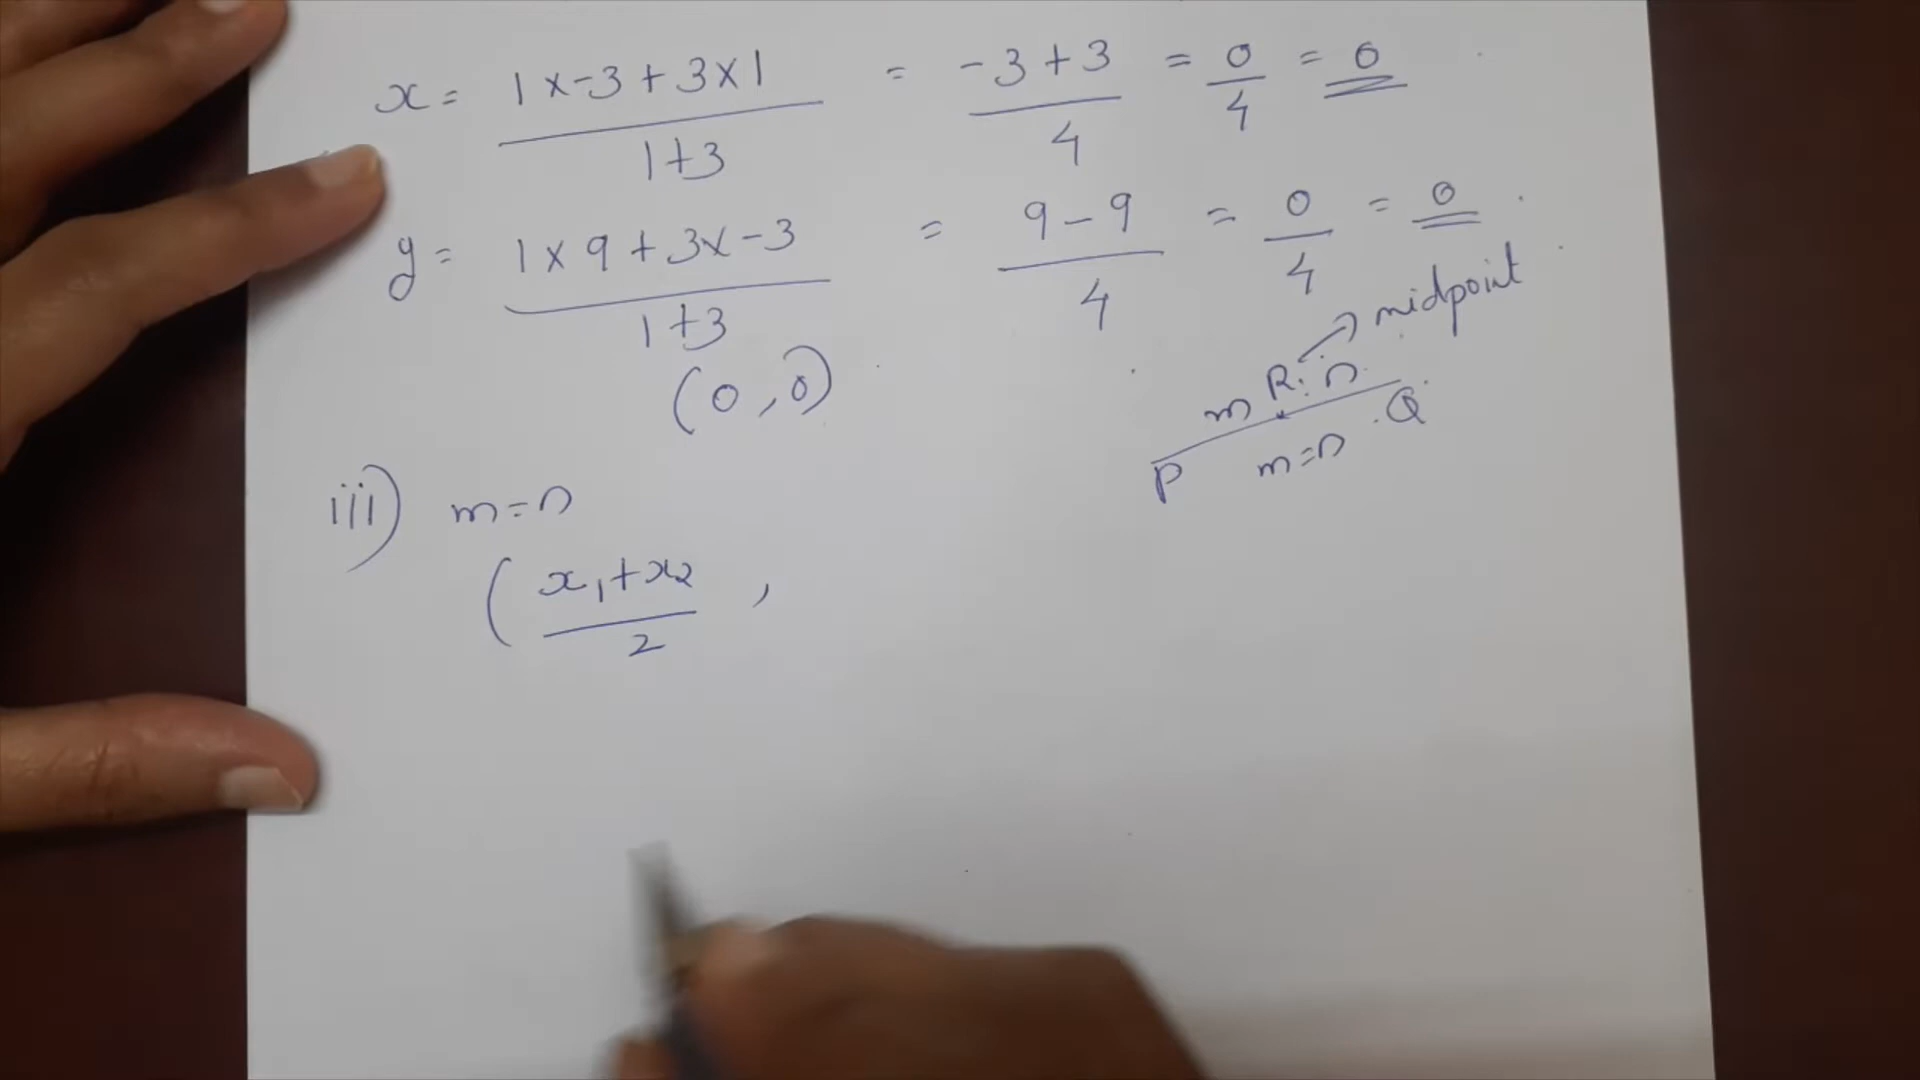 x = (1 x -3 + 3 x 1)/(1+3) = (-3+3)/4 = 0/4 = 0
y = (1 x 9 + 3 x -3)/(1+3) = (9-9)/4 = 0/4 = 0
midpoint
(0, 0)
m R: n
P m=n Q
iii) m=n
((x₁+x₂)/2 ,